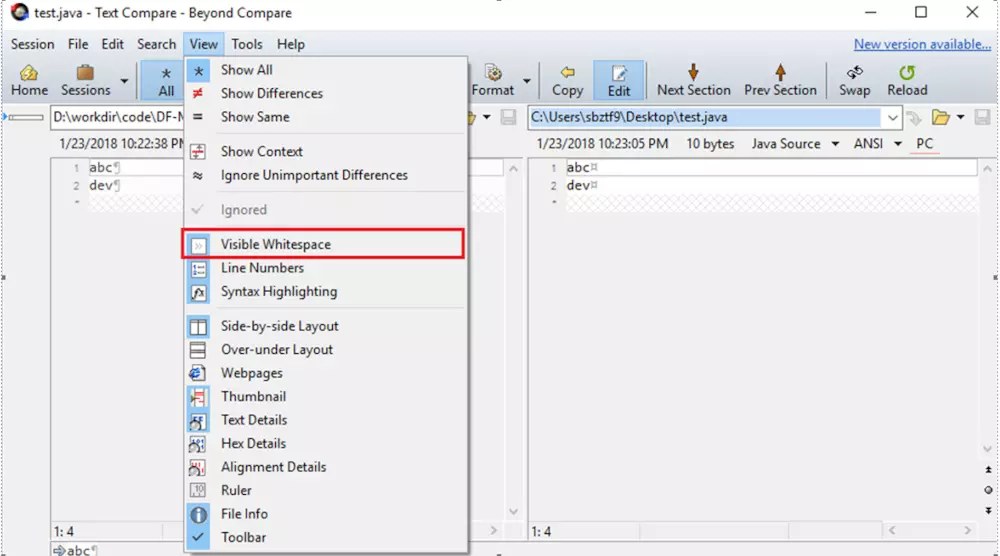 test.java - Text Compare - Beyond Compare
Session File Edit Search View Tools Help New version available...
Home Sessions All Format Copy Edit Next Section Prev Section Swap Reload
D:\workdir\code\DF- C:\Users\sbztf9\Desktop\test.java
1/23/2018 10:22:38 PM 1/23/2018 10:23:05 PM 10 bytes Java Source ANSI PC
1 abc¶ 1 abc¤
2 dev¶ 2 dev¤
Show All
Show Differences
Show Same
Show Context
Ignore Unimportant Differences
Ignored
Visible Whitespace
Line Numbers
Syntax Highlighting
Side-by-side Layout
Over-under Layout
Webpages
Thumbnail
Text Details
Hex Details
Alignment Details
Ruler
File Info
Toolbar
1: 4 1: 4
abc¶